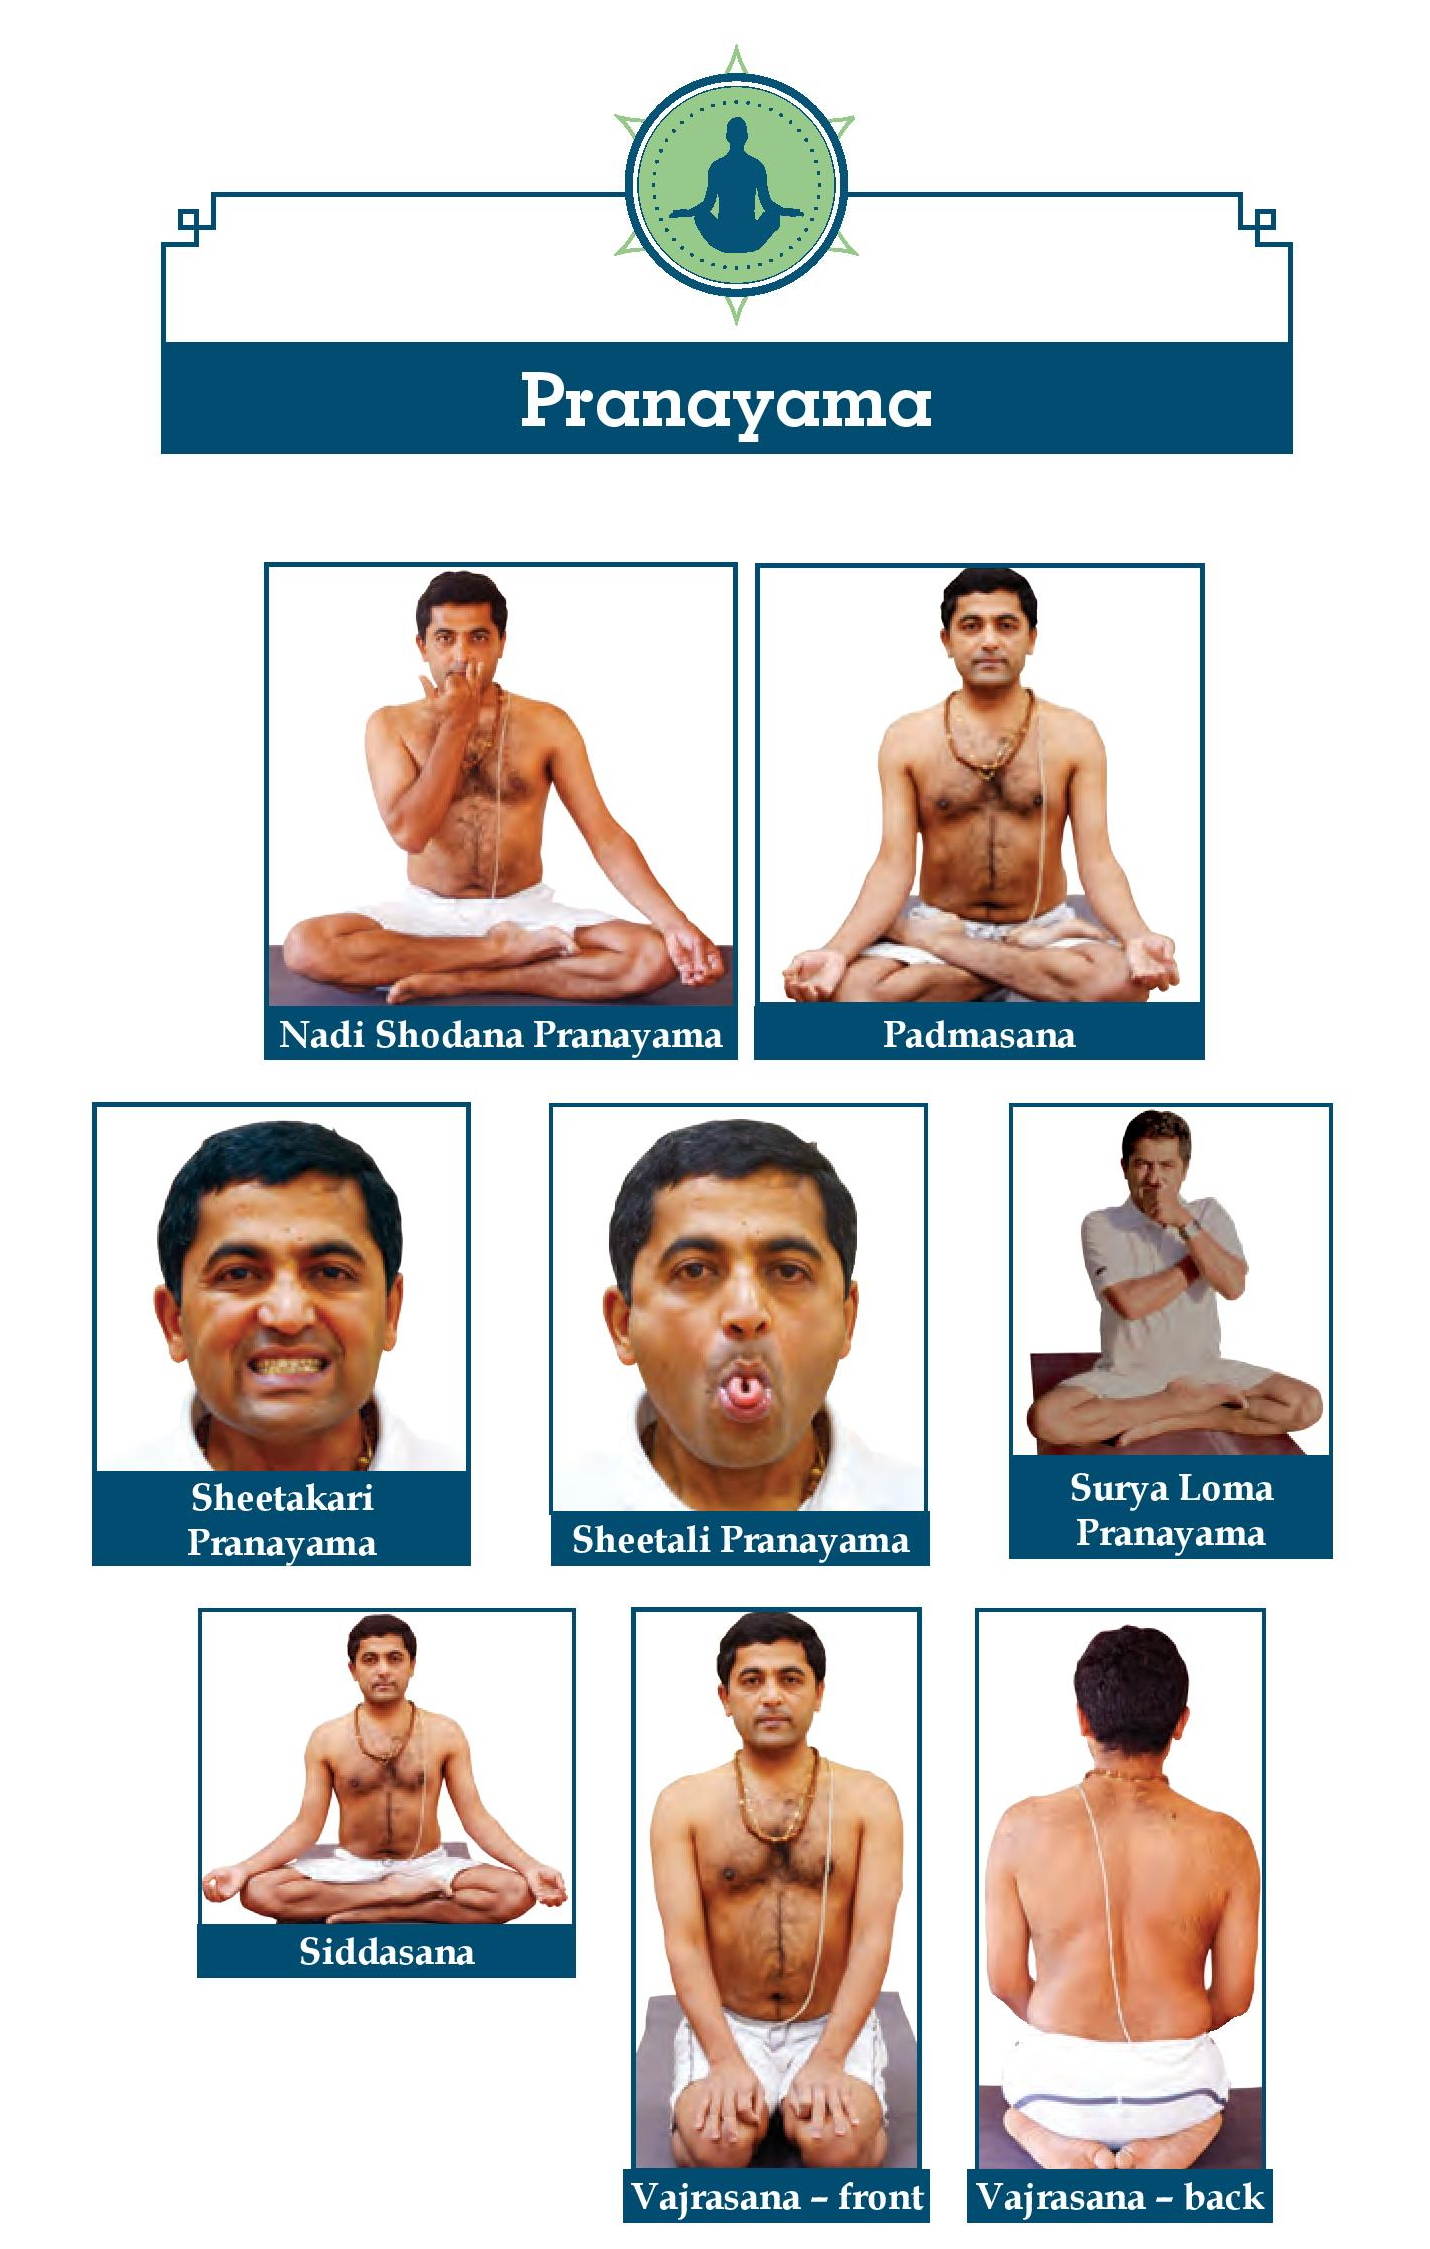 Pranayama
Nadi Shodana Pranayama
Padmasana
Sheetakari
Pranayama
Sheetali Pranayama
Surya Loma
Pranayama
Siddasana
Vajrasana – front
Vajrasana – back